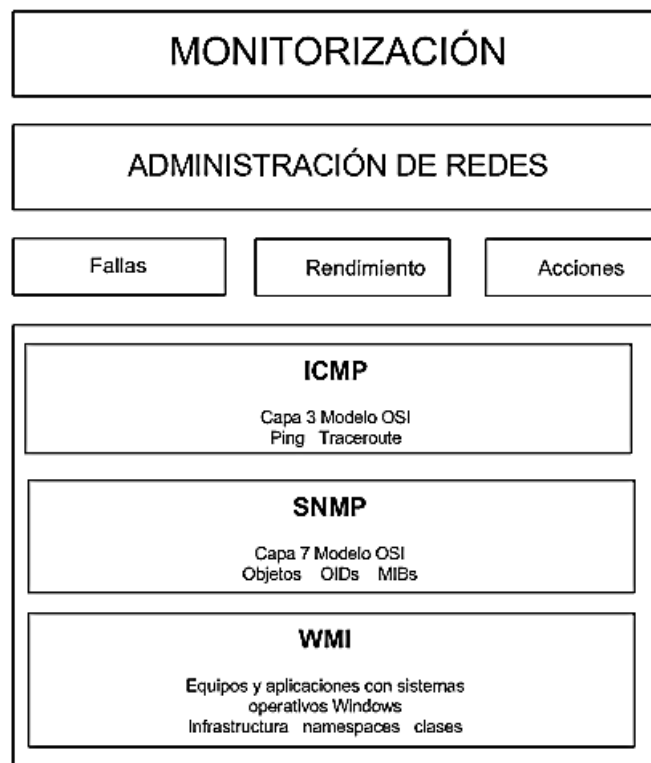 MONITORIZACIÓN
ADMINISTRACIÓN DE REDES
Fallas Rendimiento Acciones
ICMP
Capa 3 Modelo OSI
Ping Traceroute
SNMP
Capa 7 Modelo OSI
Objetos OIDs MIBs
WMI
Equipos y aplicaciones con sistemas
operativos Windows
Infrastructura namespaces clases